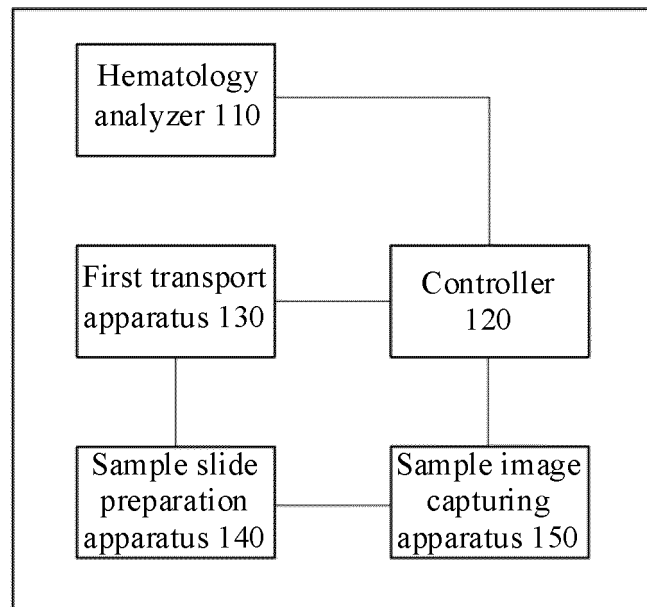 Hematology
analyzer 110
First transport
apparatus 130
Controller
120
Sample slide
preparation
apparatus 140
Sample image
capturing
apparatus 150